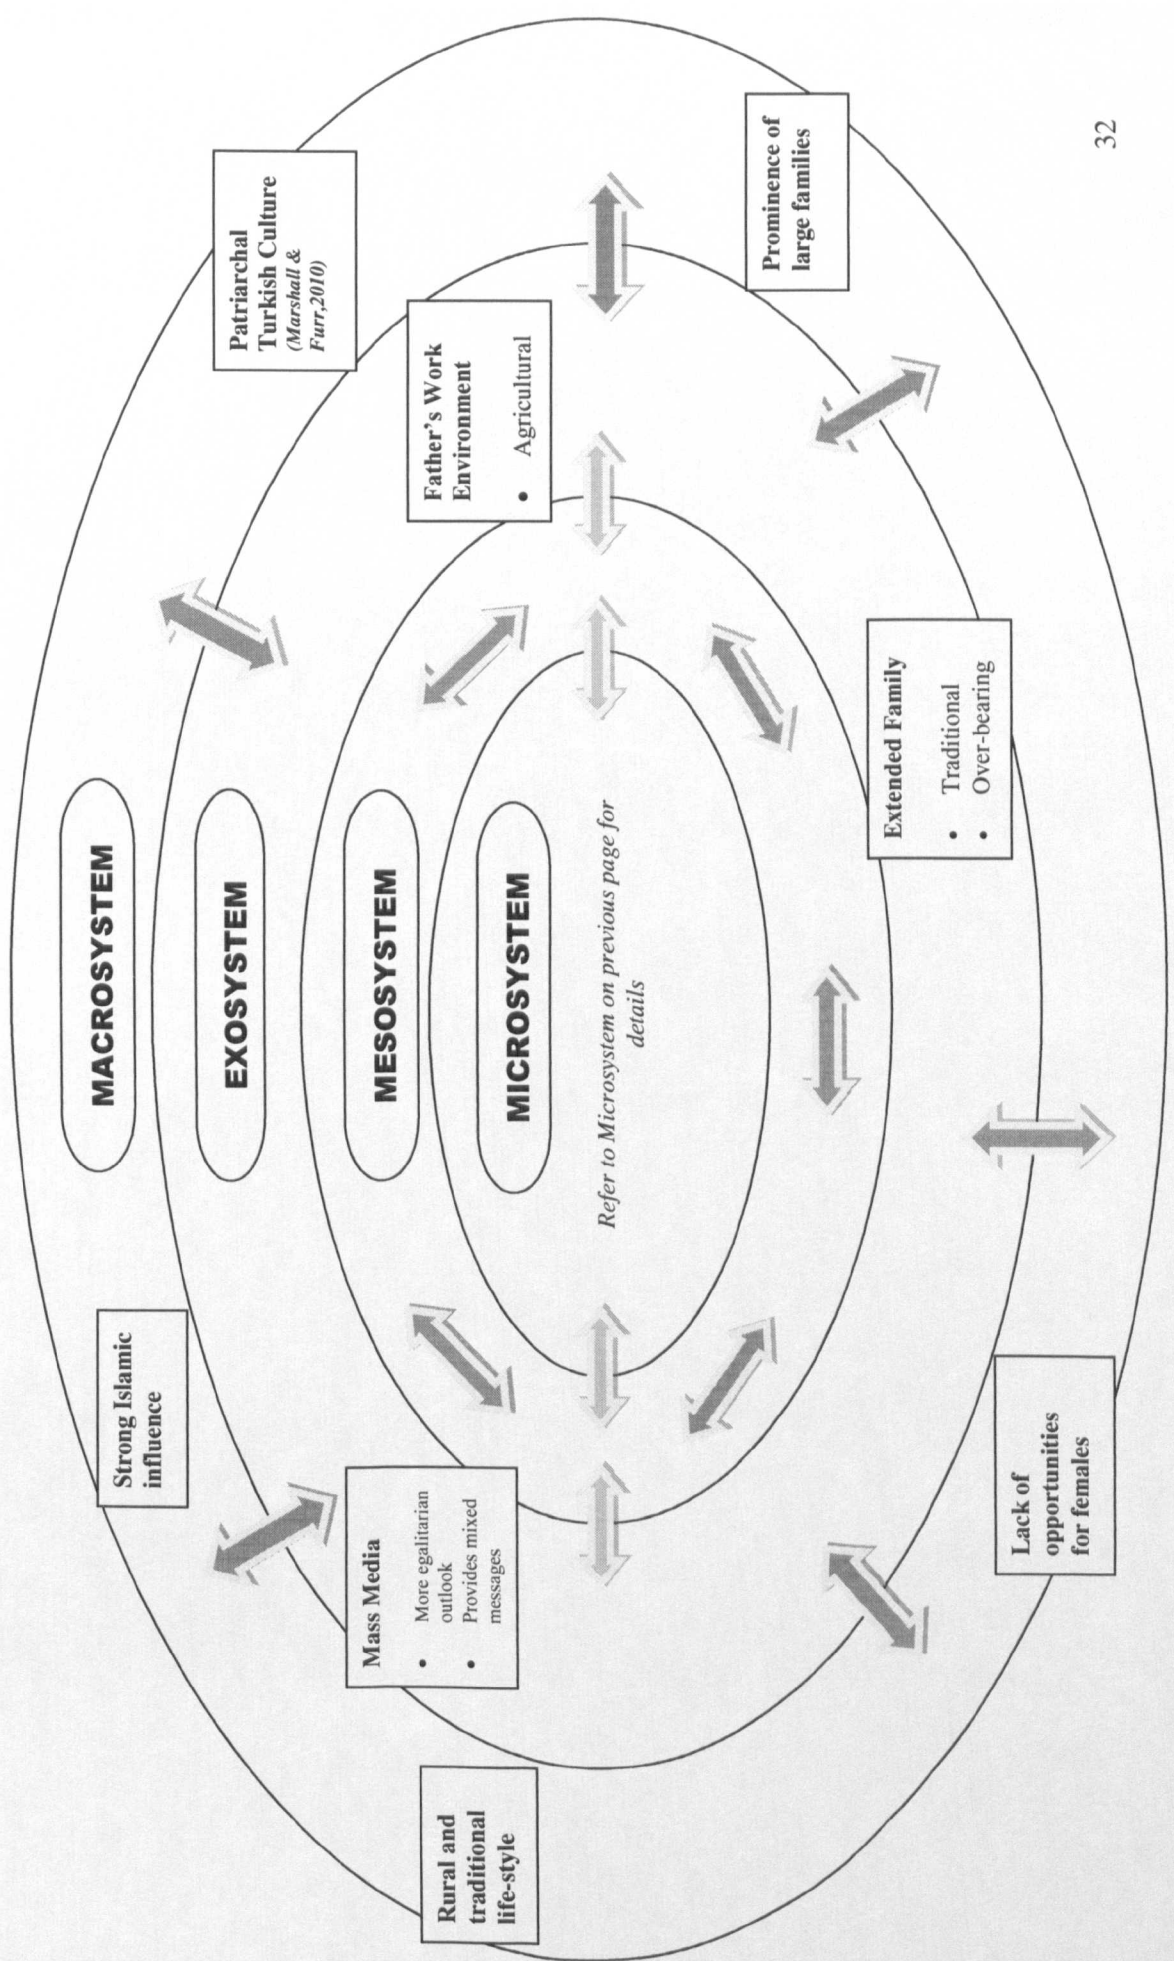 MACROSYSTEM
EXOSYSTEM
MESOSYSTEM
MICROSYSTEM
Refer to Microsystem on previous page for
details
Strong Islamic
influence
Patriarchal
Turkish Culture
(Marshall &
Furr,2010)
Rural and
traditional
life-style
Mass Media
• More egalitarian
outlook
• Provides mixed
messages
Father's Work
Environment
• Agricultural
Extended Family
• Traditional
• Over-bearing
Lack of
opportunities
for females
Prominence of
large families
32